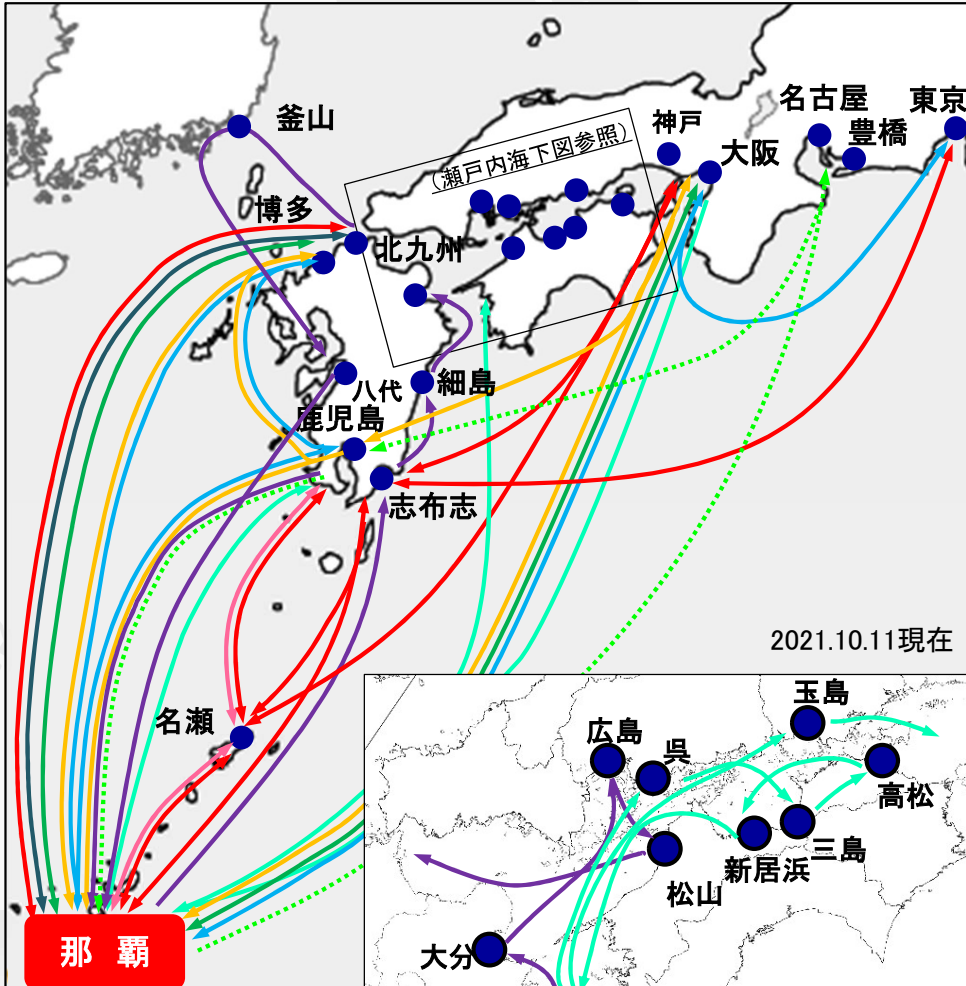 釜山
神戸
名古屋
東京
豊橋
大阪
(瀬戸内海下図参照)
博多
北九州
八代
細島
鹿児島
志布志
2021.10.11現在
名瀬
那覇
玉島
広島
呉
高松
三島
新居浜
松山
大分